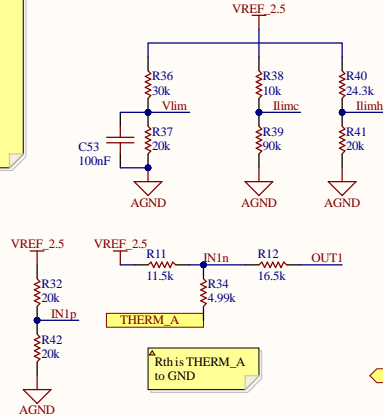 VREF_2.5
R36
30k
R38
10k
R40
24.3k
Vlim
Ilimc
Ilimh
C53
100nF
R37
20k
R39
90k
R41
20k
AGND
AGND
AGND
VREF_2.5
VREF_2.5
R11
11.5k
IN1n
R12
16.5k
OUT1
R32
20k
R34
4.99k
IN1p
THERM_A
R42
20k
Rth is THERM_A
to GND
AGND